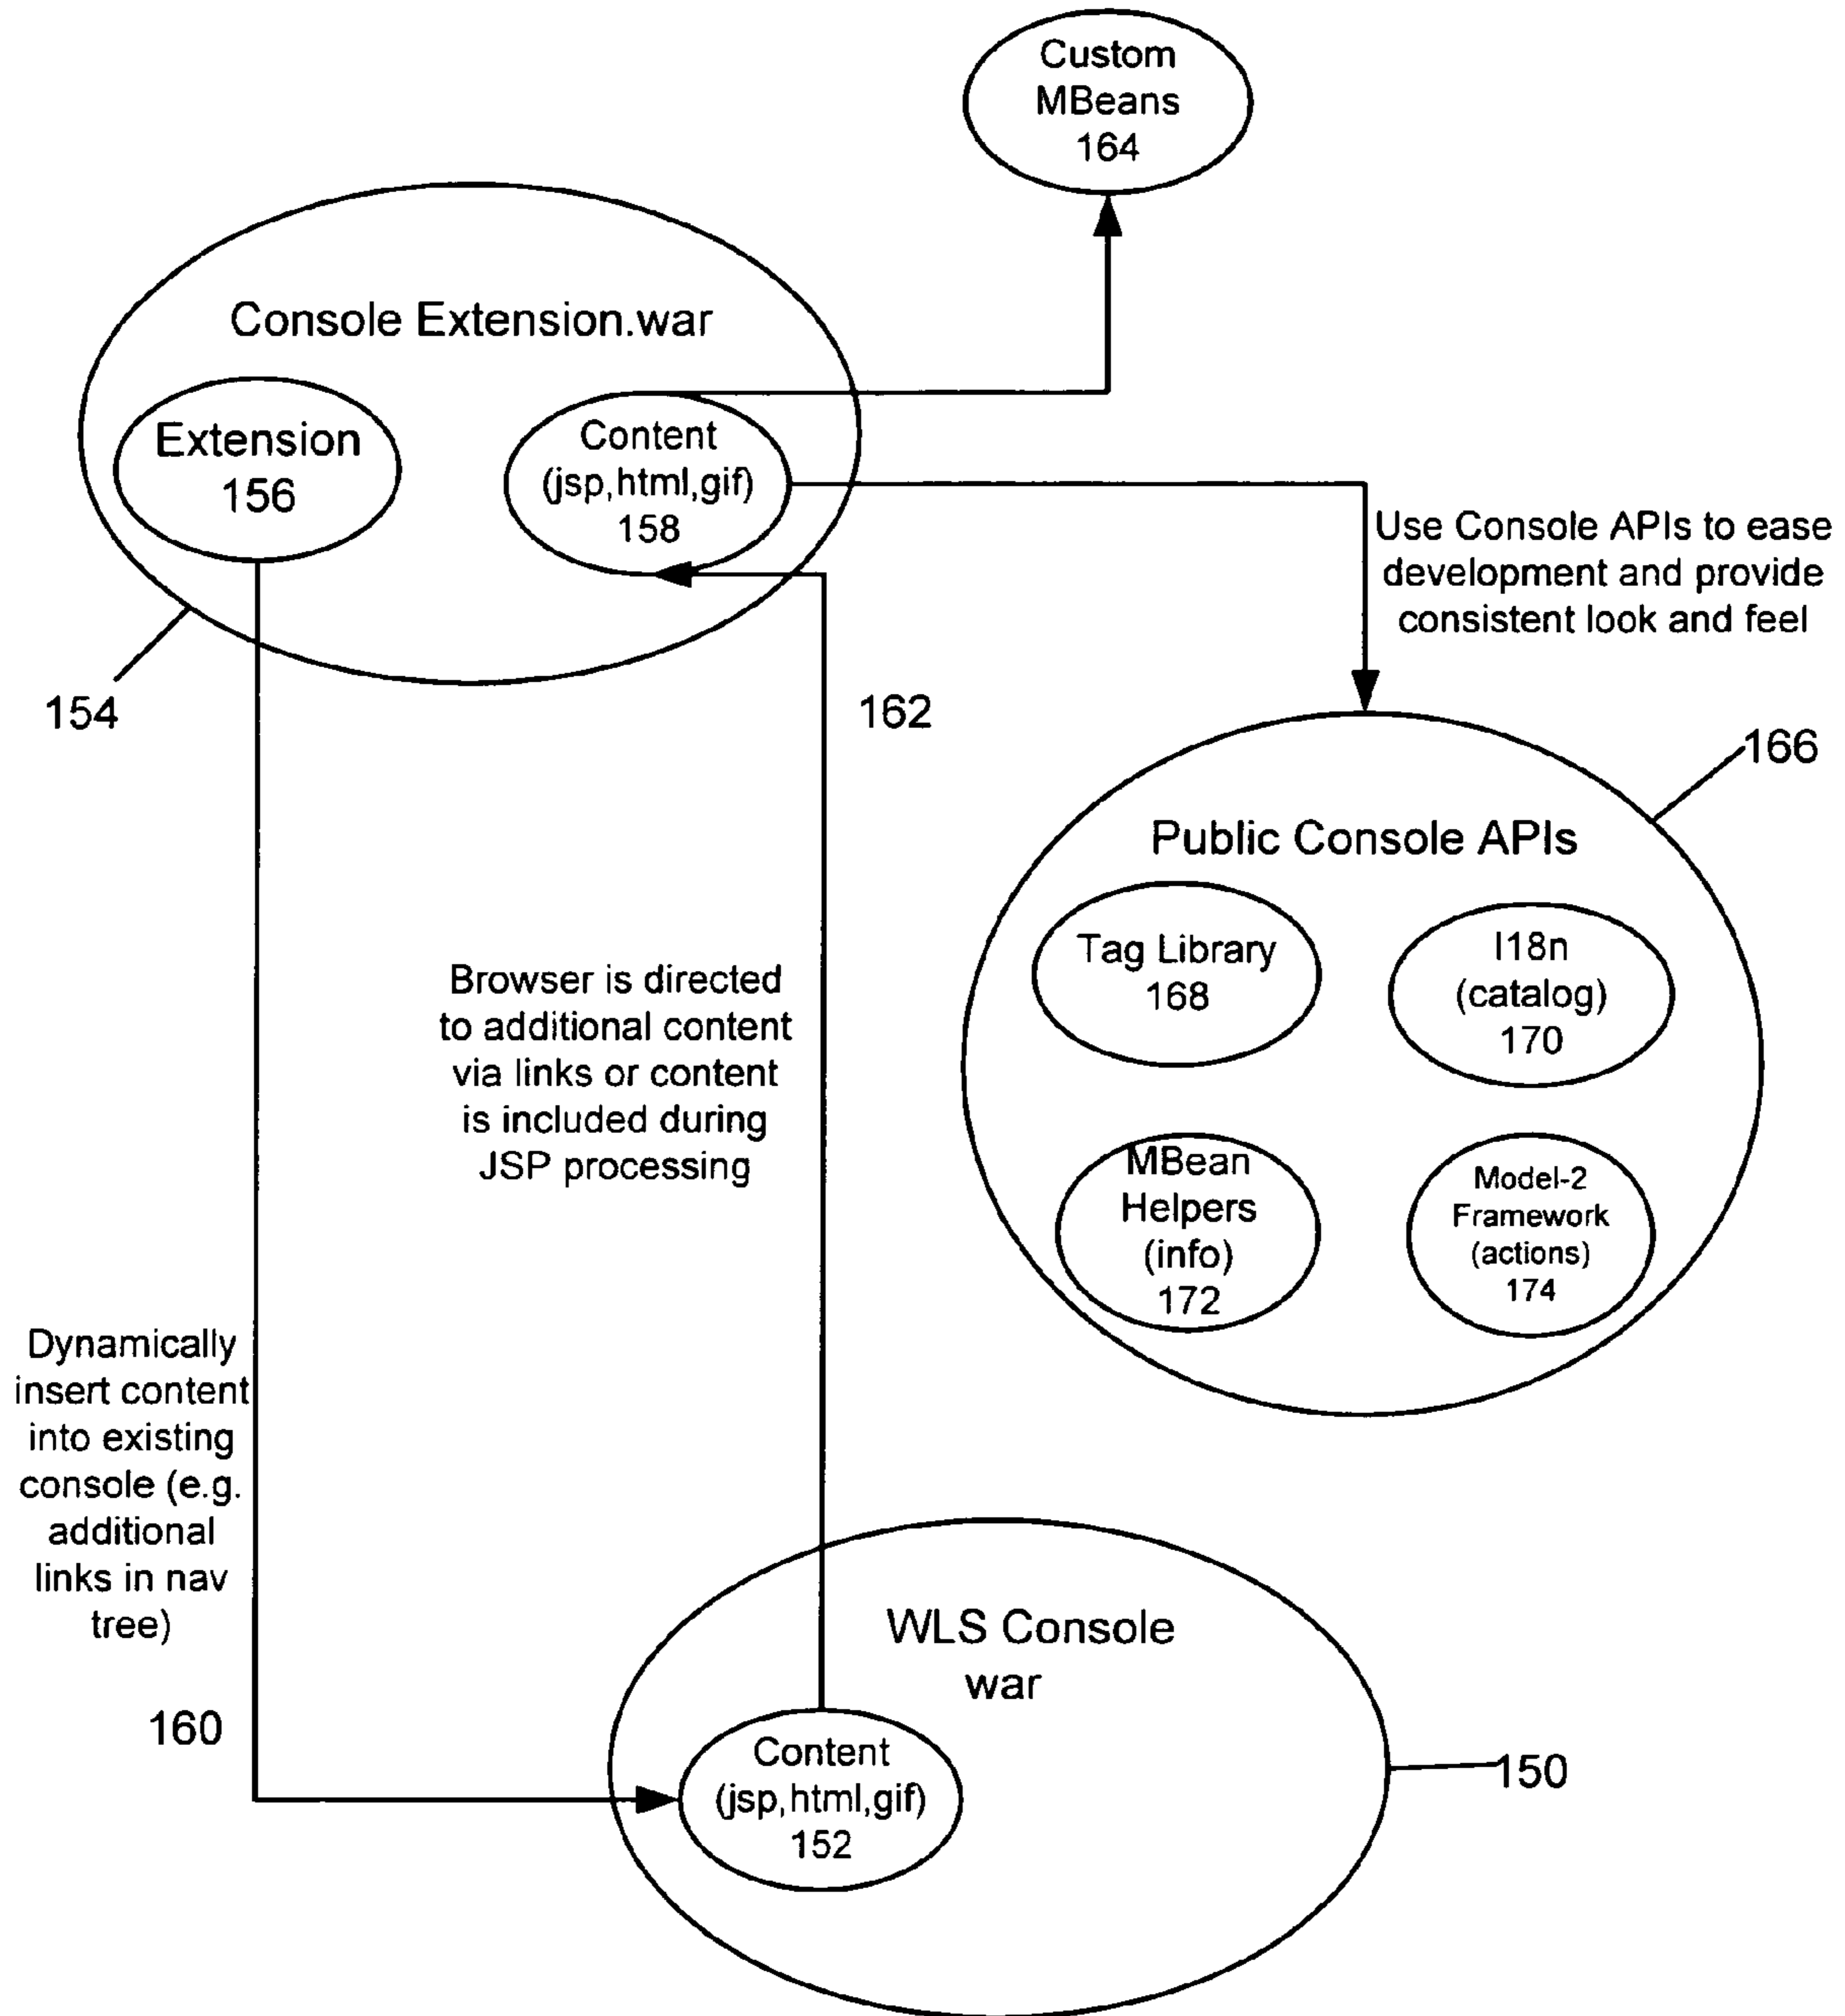 Custom
MBeans
164
Console Extension.war
Extension
156
Content
(jsp,html,gif)
158
Use Console APIs to ease
development and provide
consistent look and feel
154
162
166
Public Console APIs
Tag Library
168
I18n
(catalog)
170
Browser is directed
to additional content
via links or content
is included during
JSP processing
MBean
Helpers
(info)
172
Model-2
Framework
(actions)
174
Dynamically
insert content
into existing
console (e.g.
additional
links in nav
tree)
160
WLS Console
war
Content
(jsp,html,gif)
152
150